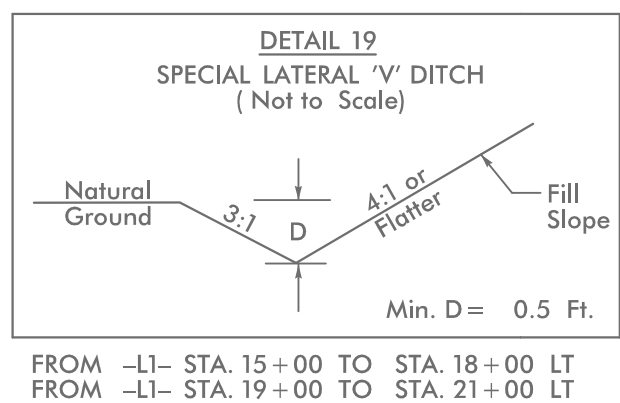 DETAIL 19
SPECIAL LATERAL 'V' DITCH
( Not to Scale)
Natural
Ground
3:1
D
4:1 or
Flatter
Fill
Slope
Min. D = 0.5 Ft.
FROM –L1– STA. 15+00 TO STA. 18+00 LT
FROM –L1– STA. 19+00 TO STA. 21+00 LT